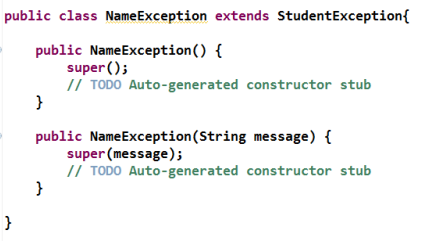 public class NameException extends StudentException{
public NameException() {
super();
// TODO Auto-generated constructor stub
}
public NameException(String message) {
super(message);
// TODO Auto-generated constructor stub
}
}